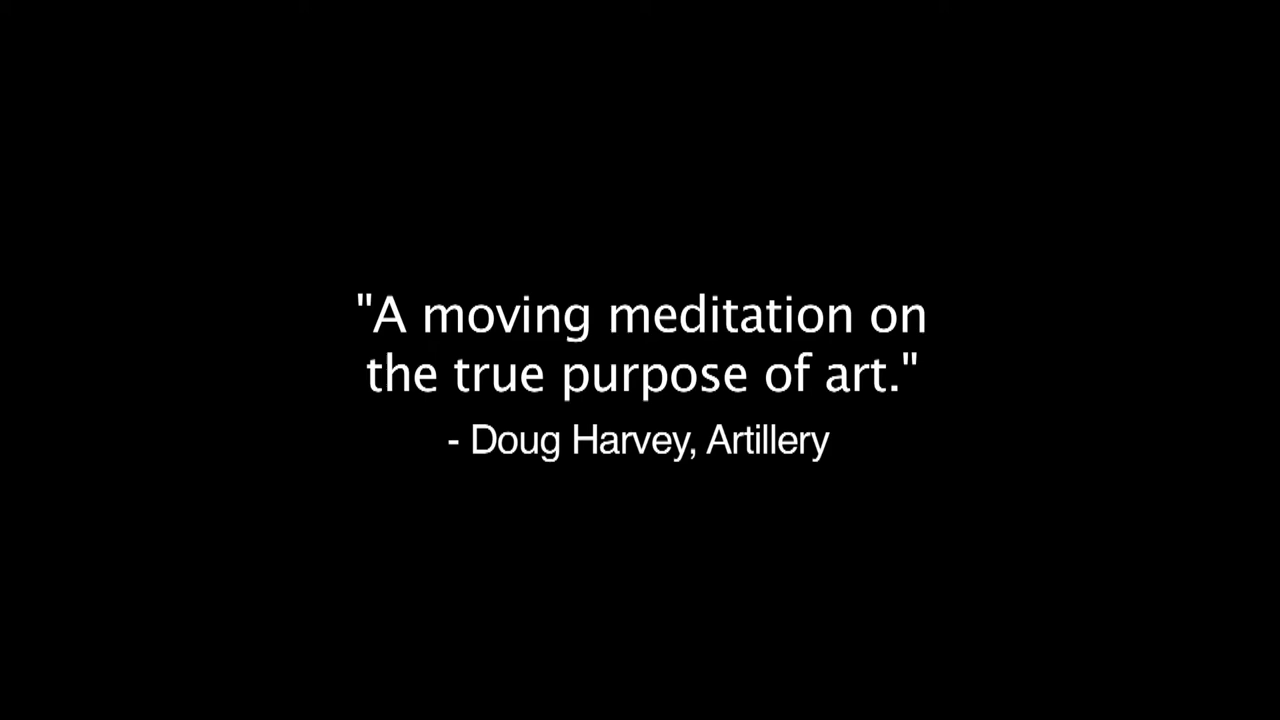 "A moving meditation on
the true purpose of art."
- Doug Harvey, Artillery